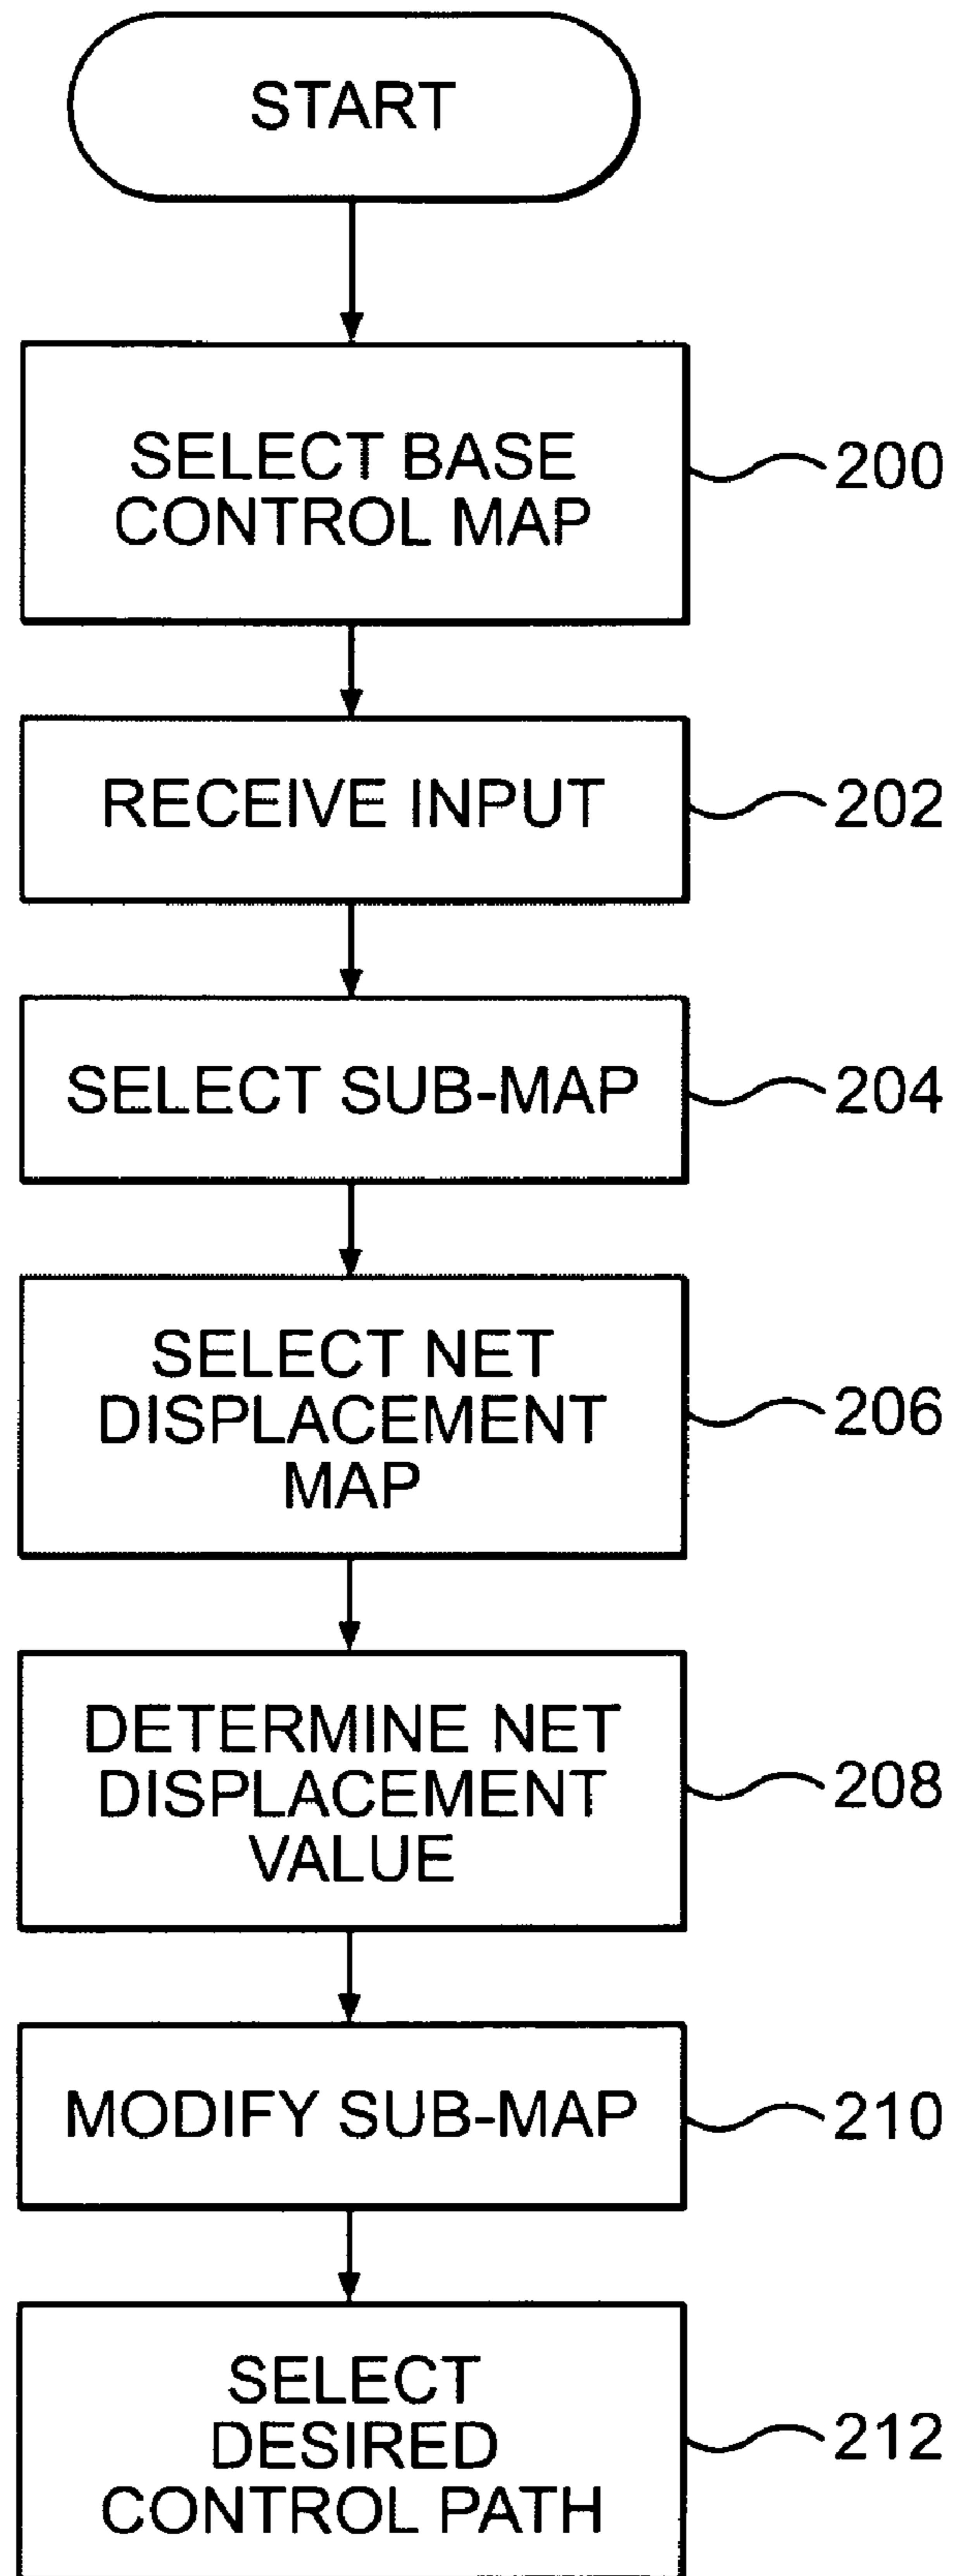 START
SELECT BASE
CONTROL MAP
200
RECEIVE INPUT
202
SELECT SUB-MAP
204
SELECT NET
DISPLACEMENT
MAP
206
DETERMINE NET
DISPLACEMENT
VALUE
208
MODIFY SUB-MAP
210
SELECT
DESIRED
CONTROL PATH
212